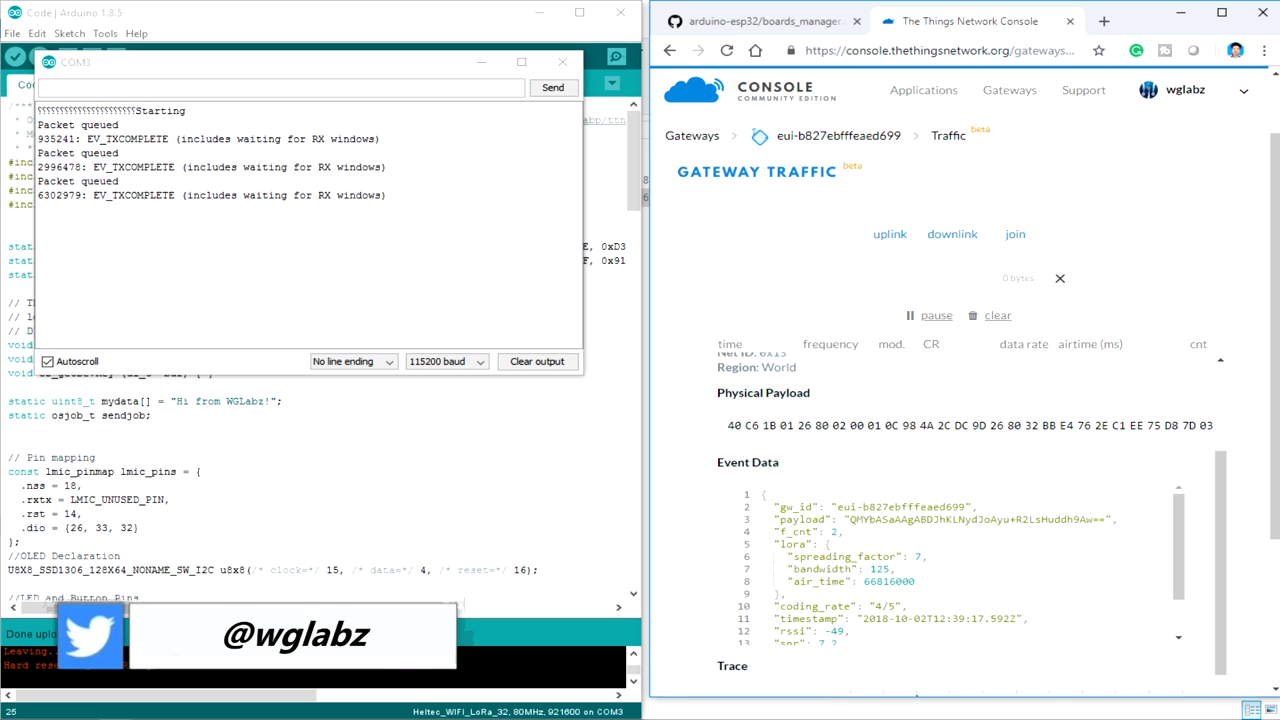 Code | Arduino 1.8.5
File Edit Sketch Tools Help
COM3
Send
Starting
Packet queued
935241: EV_TXCOMPLETE (includes waiting for RX windows)
Packet queued
2996478: EV_TXCOMPLETE (includes waiting for RX windows)
Packet queued
6302979: EV_TXCOMPLETE (includes waiting for RX windows)
Autoscroll
No line ending
115200 baud
Clear output
static uint8_t mydata[] = "Hi from WGLabz!";
static osjob_t sendjob;
// Pin mapping
const lmic_pinmap lmic_pins = {
.nss = 18,
.rxtx = LMIC_UNUSED_PIN,
.rst = 14,
.dio = {26, 33, 32}
};
//OLED Declaration
U8X8_SSD1306_128X64_NONAME_SW_I2C u8x8(/* clock=*/ 15, /* data=*/ 4, /* reset=*/ 16);
//LED and Button Pins
@wglabz
Done uplo
Leaving..
Hard rese
25
Heltec_WIFI_LoRa_32, 80MHz, 921600 on COM3
arduino-esp32/boards_manager.
The Things Network Console
https://console.thethingsnetwork.org/gateways...
CONSOLE
COMMUNITY EDITION
Applications Gateways Support wglabz
Gateways eui-b827ebfffeaed699 Traffic beta
GATEWAY TRAFFIC beta
uplink downlink join
0 bytes
pause clear
time frequency mod. CR data rate airtime (ms) cnt
Net ID: 0x13
Region: World
Physical Payload
40 C6 1B 01 26 80 02 00 01 0C 98 4A 2C DC 9D 26 80 32 BB E4 76 2E C1 EE 75 D8 7D 03
Event Data
1 {
2 "gw_id": "eui-b827ebfffeaed699",
3 "payload": "QMYbASaAAgABDJhKLNydJoAyu+R2LsHuddh9Aw==",
4 "f_cnt": 2,
5 "lora": {
6 "spreading_factor": 7,
7 "bandwidth": 125,
8 "air_time": 66816000
9 },
10 "coding_rate": "4/5",
11 "timestamp": "2018-10-02T12:39:17.592Z",
12 "rssi": -49,
13 "snr": 7.2
Trace